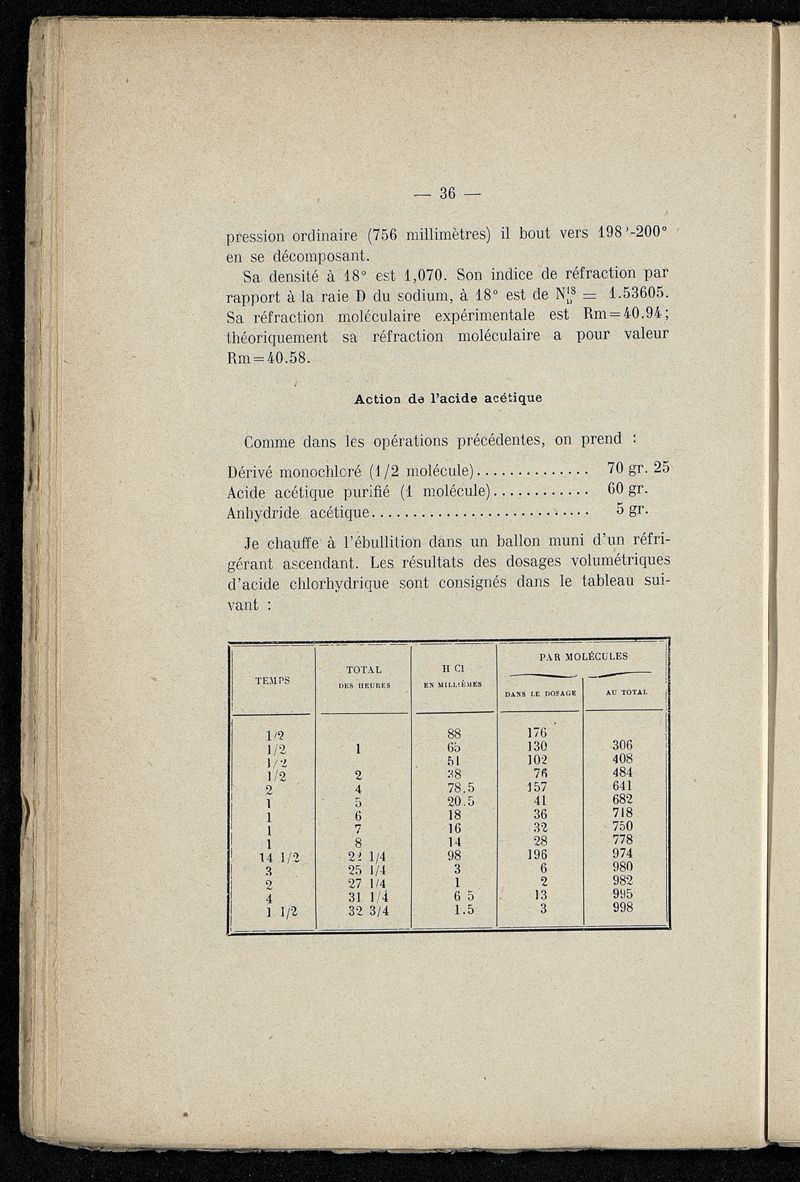 — 36 —
pression ordinaire (756 millimètres) il bout vers 198°-200°
en se décomposant.
Sa densité à 18° est 1,070. Son indice de réfraction par
rapport à la raie D du sodium, à 18° est de N18D = 1.53605.
Sa réfraction moléculaire expérimentale est Rm=40.94;
théoriquement sa réfraction moléculaire a pour valeur
Rm=40.58.
Action de l'acide acétique
Comme dans les opérations précédentes, on prend :
Dérivé monochloré (1/2 molécule).............. 70 gr. 25
Acide acétique purifié (1 molécule)............ 60 gr.
Anhydride acétique........................... 5 gr.
Je chauffe à l'ébullition dans un ballon muni d'un réfri-
gérant ascendant. Les résultats des dosages volumétriques
d'acide chlorhydrique sont consignés dans le tableau sui-
vant :
TEMPS | TOTAL DES HEURES | H Cl EN MILLIÈMES | PAR MOLÉCULES
DANS LE DOSAGE | AU TOTAL
1/2 88 176
1/2 1 65 130 306
1/2 51 102 408
1/2 2 38 76 484
2 4 78.5 157 641
1 5 20.5 41 682
1 6 18 36 718
1 7 16 32 750
1 8 14 28 778
14 1/2 22 1/4 98 196 974
3 25 1/4 3 6 980
2 27 1/4 1 2 982
4 31 1/4 6 5 13 995
1 1/2 32 3/4 1.5 3 998